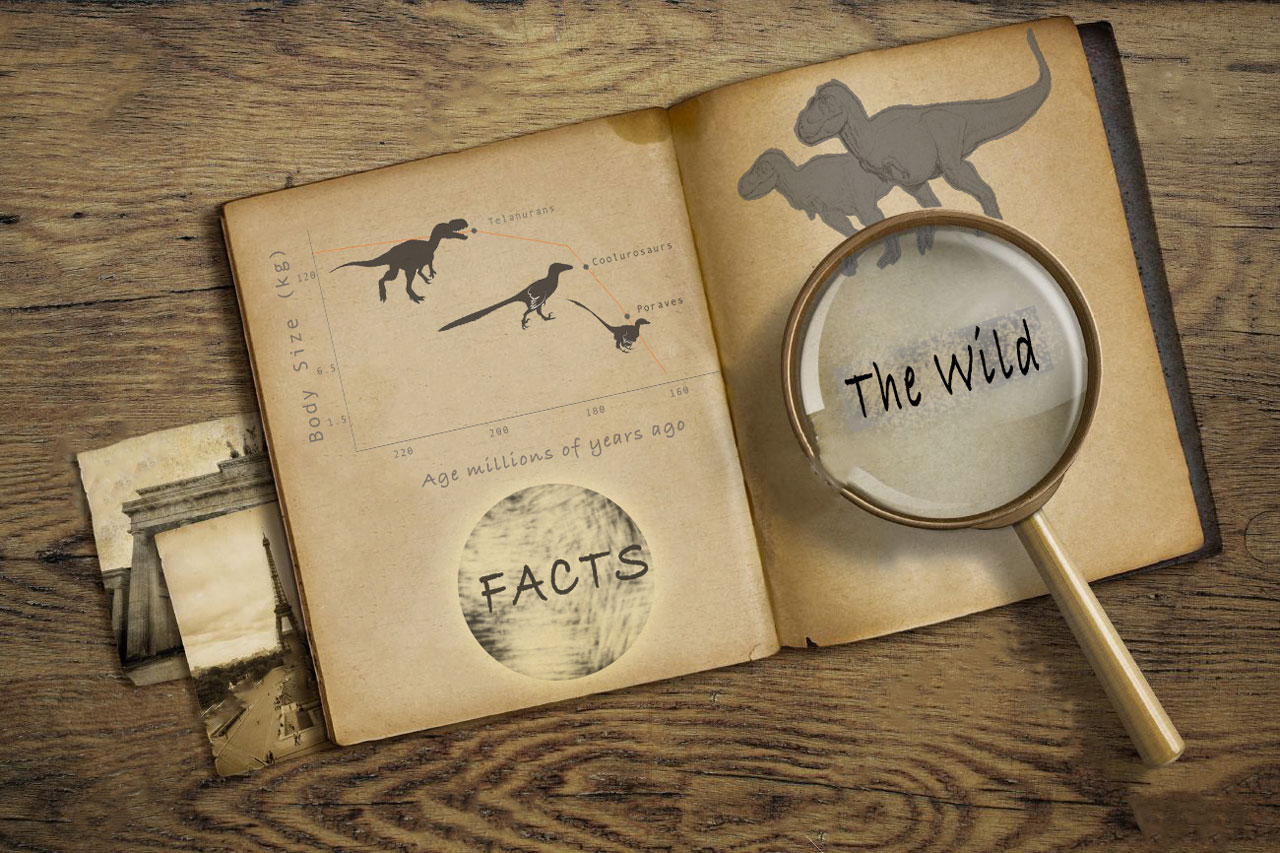 Body Size (kg)
120
6.5
1.5
Telanurans
Coolurosaurs
Poraves
220
200
180
160
Age millions of years ago
FACTS
The Wild